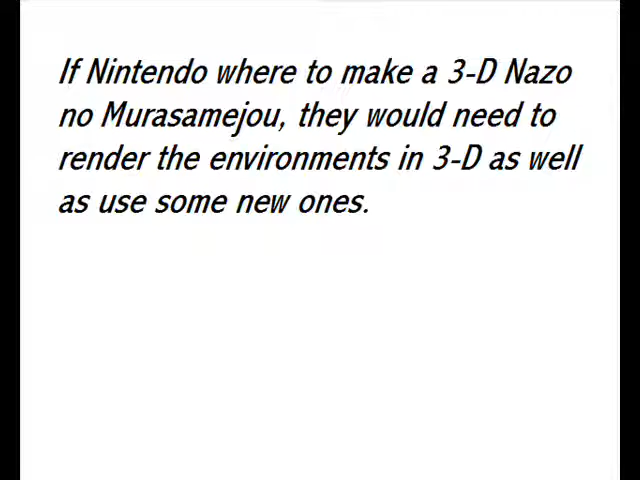 If Nintendo where to make a 3-D Nazo
no Murasamejou, they would need to
render the environments in 3-D as well
as use some new ones.